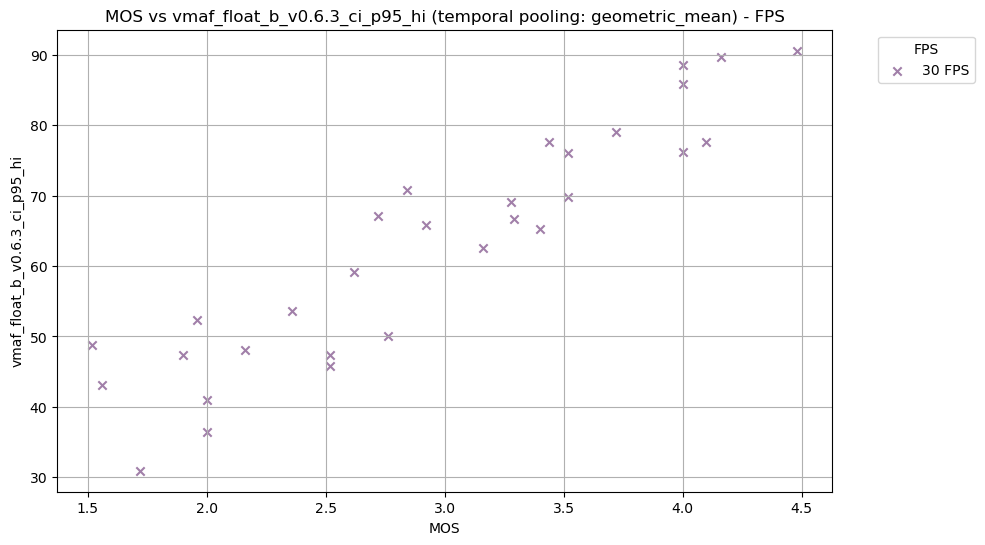 MOS vs vmaf_float_b_v0.6.3_ci_p95_hi (temporal pooling: geometric_mean) - FPS
FPS
30 FPS
90
80
70
60
50
40
30
vmaf_float_b_v0.6.3_ci_p95_hi
1.5 2.0 2.5 3.0 3.5 4.0 4.5
MOS